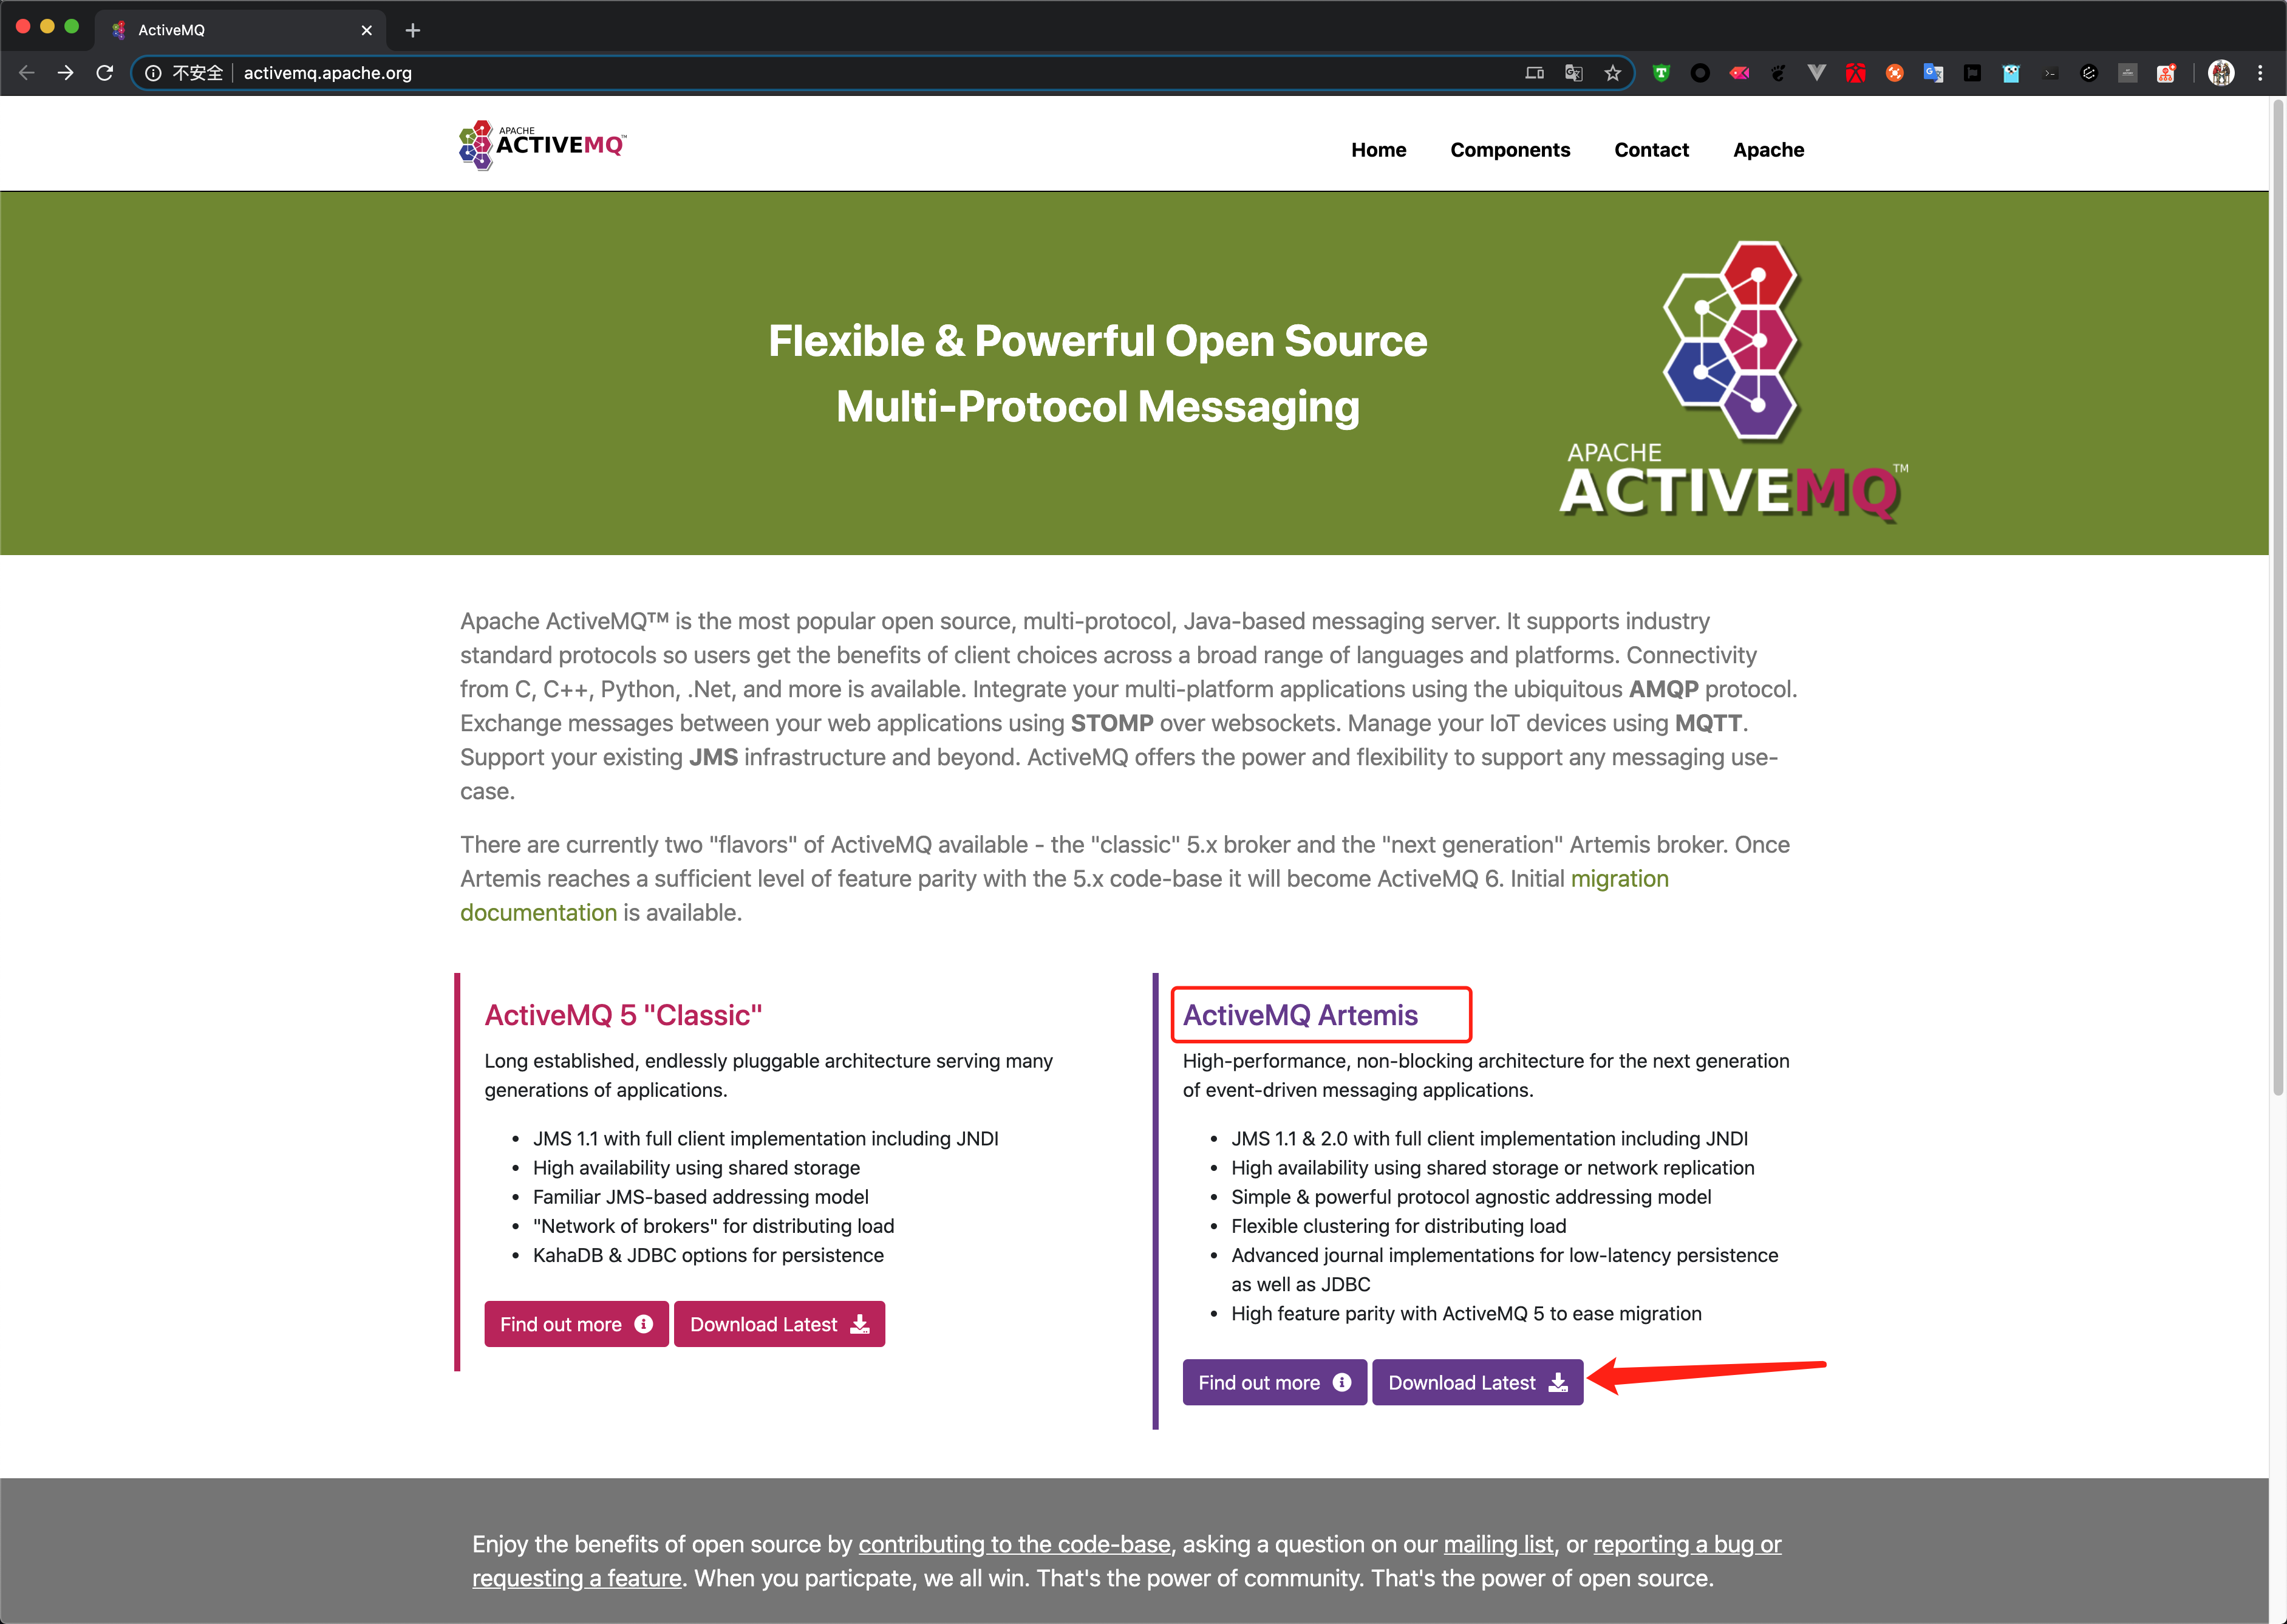 ActiveMQ
不安全 activemq.apache.org
APACHE
ACTIVEMQ™
Home Components Contact Apache
Flexible & Powerful Open Source
Multi-Protocol Messaging
APACHE
ACTIVEMQ™
Apache ActiveMQ™ is the most popular open source, multi-protocol, Java-based messaging server. It supports industry
standard protocols so users get the benefits of client choices across a broad range of languages and platforms. Connectivity
from C, C++, Python, .Net, and more is available. Integrate your multi-platform applications using the ubiquitous AMQP protocol.
Exchange messages between your web applications using STOMP over websockets. Manage your IoT devices using MQTT.
Support your existing JMS infrastructure and beyond. ActiveMQ offers the power and flexibility to support any messaging use-
case.
There are currently two "flavors" of ActiveMQ available - the "classic" 5.x broker and the "next generation" Artemis broker. Once
Artemis reaches a sufficient level of feature parity with the 5.x code-base it will become ActiveMQ 6. Initial migration
documentation is available.
ActiveMQ 5 "Classic"
Long established, endlessly pluggable architecture serving many
generations of applications.
• JMS 1.1 with full client implementation including JNDI
• High availability using shared storage
• Familiar JMS-based addressing model
• "Network of brokers" for distributing load
• KahaDB & JDBC options for persistence
Find out more Download Latest
ActiveMQ Artemis
High-performance, non-blocking architecture for the next generation
of event-driven messaging applications.
• JMS 1.1 & 2.0 with full client implementation including JNDI
• High availability using shared storage or network replication
• Simple & powerful protocol agnostic addressing model
• Flexible clustering for distributing load
• Advanced journal implementations for low-latency persistence
as well as JDBC
• High feature parity with ActiveMQ 5 to ease migration
Find out more Download Latest
Enjoy the benefits of open source by contributing to the code-base, asking a question on our mailing list, or reporting a bug or
requesting a feature. When you particpate, we all win. That's the power of community. That's the power of open source.